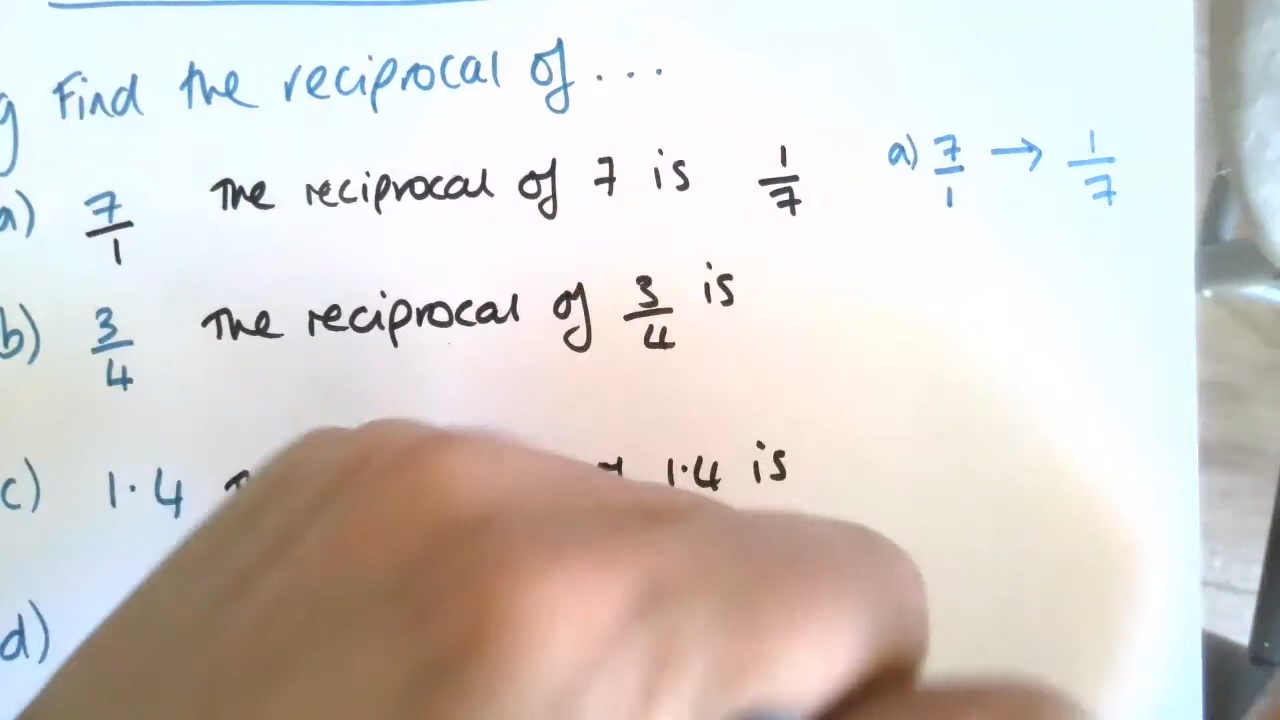 Find the reciprocal of...
a) 7/1 The reciprocal of 7 is 1/7 a) 7/1 → 1/7
b) 3/4 The reciprocal of 3/4 is
c) 1·4 1·4 is
d)